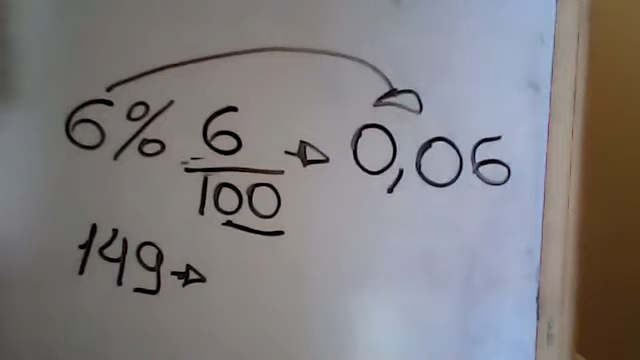 6% 6/100 → 0,06
149 →